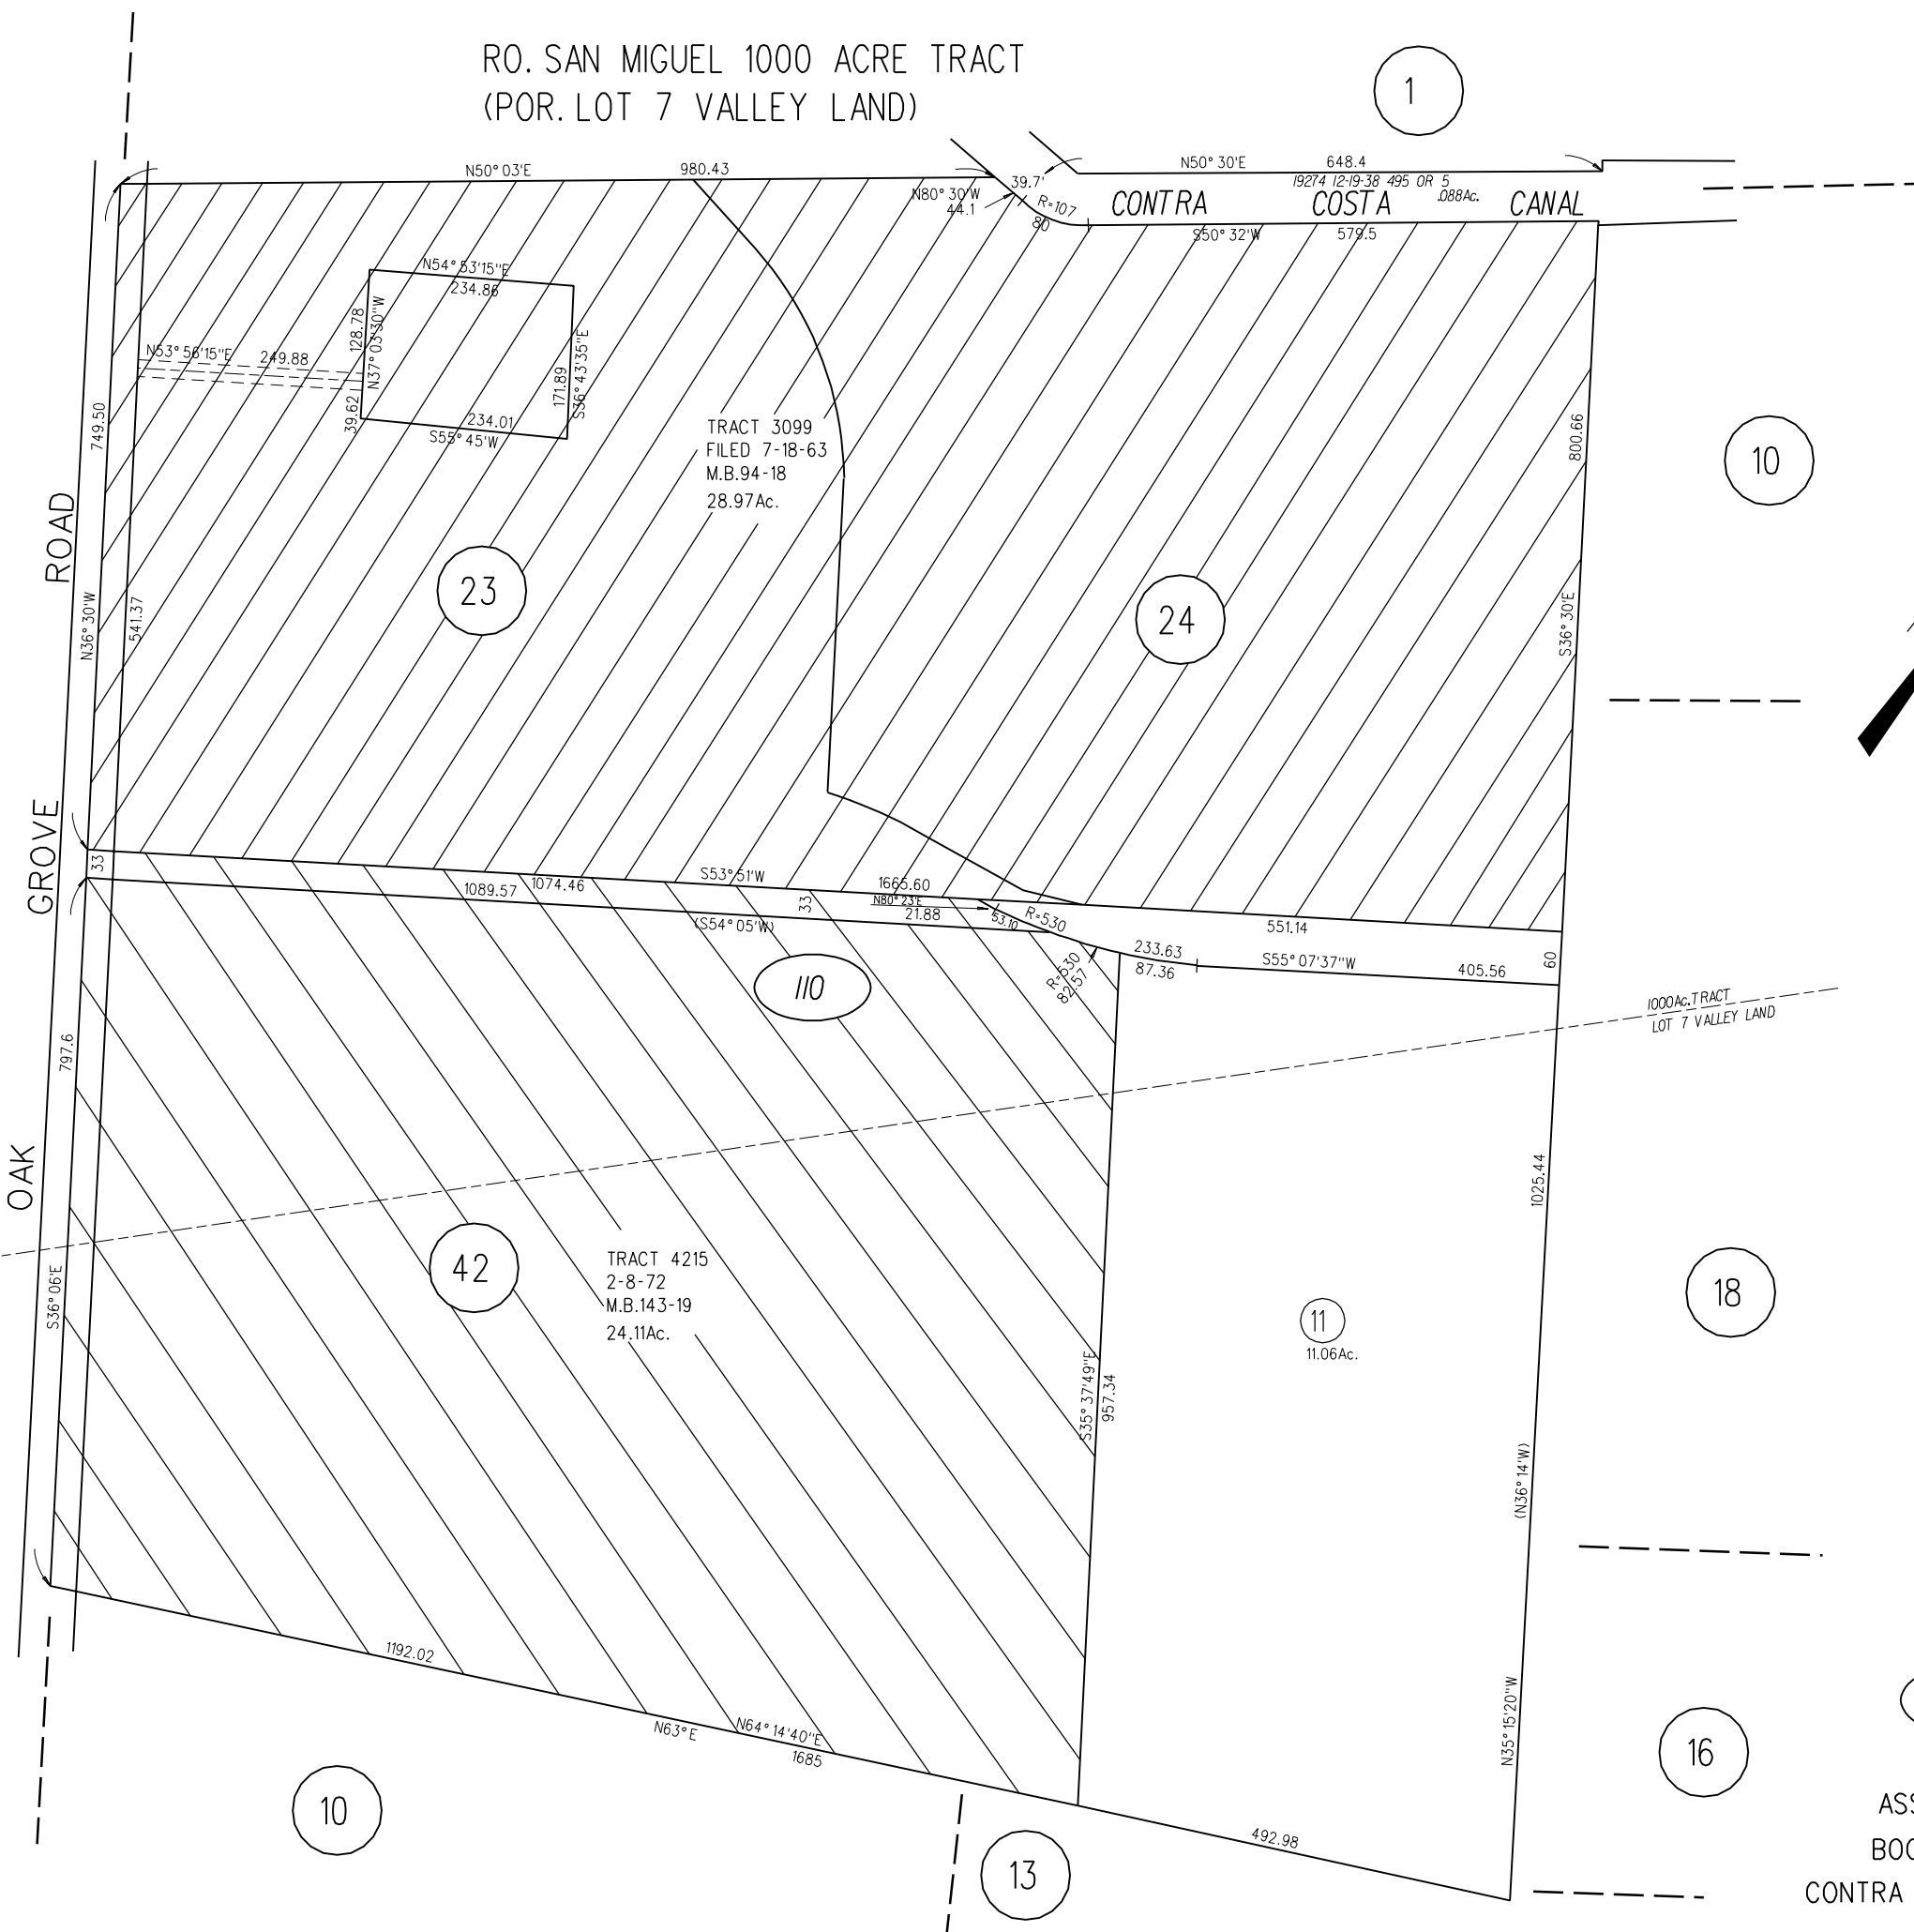 RO. SAN MIGUEL 1000 ACRE TRACT
(POR. LOT 7 VALLEY LAND)
1
N50°03'E 980.43
N80°30'W
44.1
39.7'
R=107
80
N50°30'E 648.4
19274 12-19-38 495 OR 5
.088Ac.
CONTRA COSTA CANAL
S50°32'W 579.5
N54°53'15"E
234.86
128.78
N37°03'30"W
39.62
171.89
S36°43'35"E
234.01
S55°45'W
N53°56'15"E 249.88
749.50
N36°30'W
541.37
TRACT 3099
FILED 7-18-63
M.B.94-18
28.97Ac.
800.66
S36°30'E
10
23
24
OAK GROVE ROAD
33
1089.57
1074.46
S53°51'W
1665.60
(S54°05'W)
33
N80°23'E
21.88
53.10
R=530
R=530
82.57
233.63
87.36
551.14
S55°07'37"W
405.56
60
110
1000Ac.TRACT
LOT 7 VALLEY LAND
797.6
S36°06'E
42
TRACT 4215
2-8-72
M.B.143-19
24.11Ac.
S35°37'49"E
957.34
11
11.06Ac.
1025.44
(N36°14'W)
N35°15'20"W
18
16
1192.02
N63°E
N64°14'40"E
1685
492.98
10
13
ASS
BOO
CONTRA